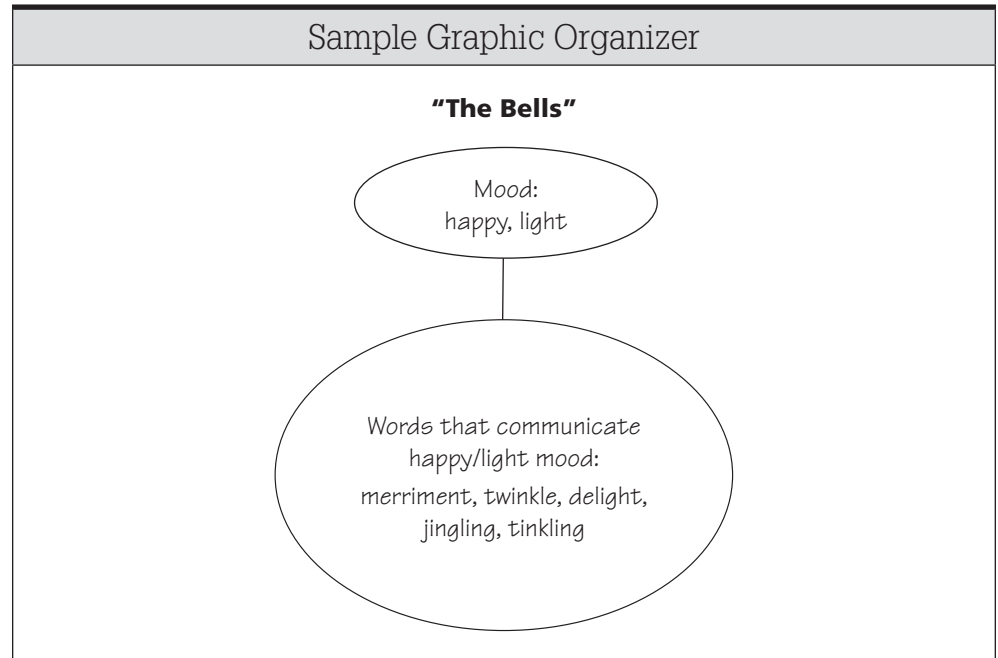 Sample Graphic Organizer
“The Bells”
Mood:
happy, light
Words that communicate
happy/light mood:
merriment, twinkle, delight,
jingling, tinkling